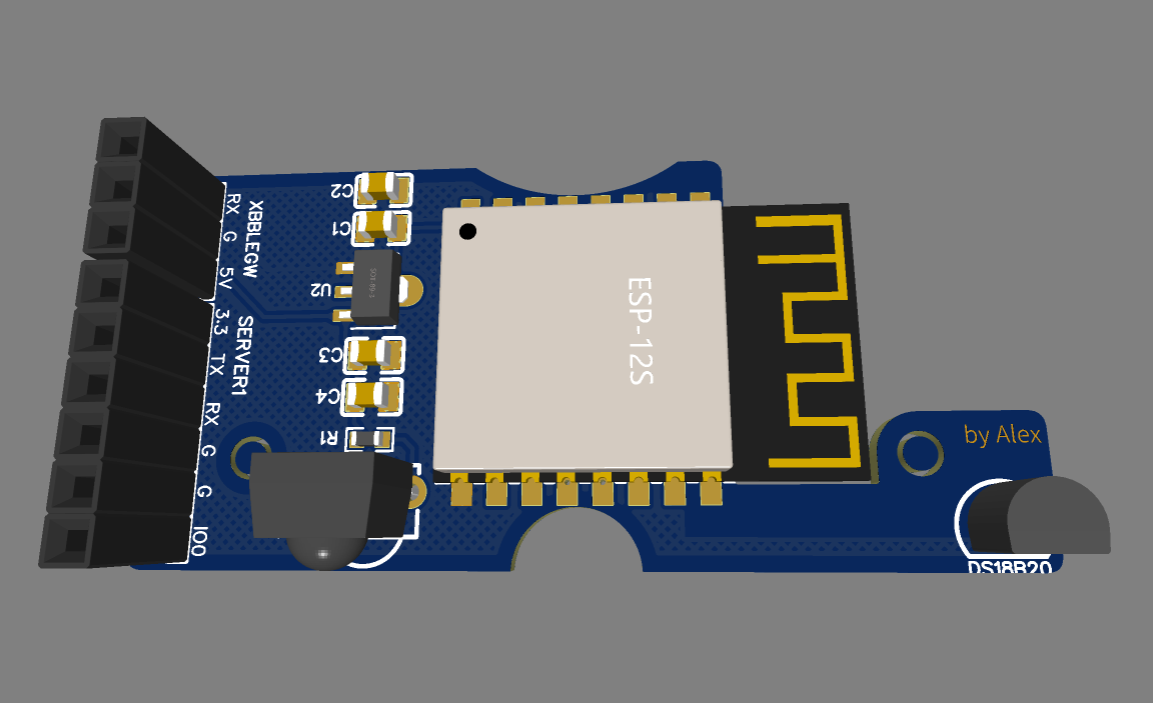 C2
C1
U2
C3
C4
R1
XBBLEGW
RX
G
5V
SERVER1
3.3
TX
RX
G
G
IO0
ESP-12S
by Alex
DS18B20